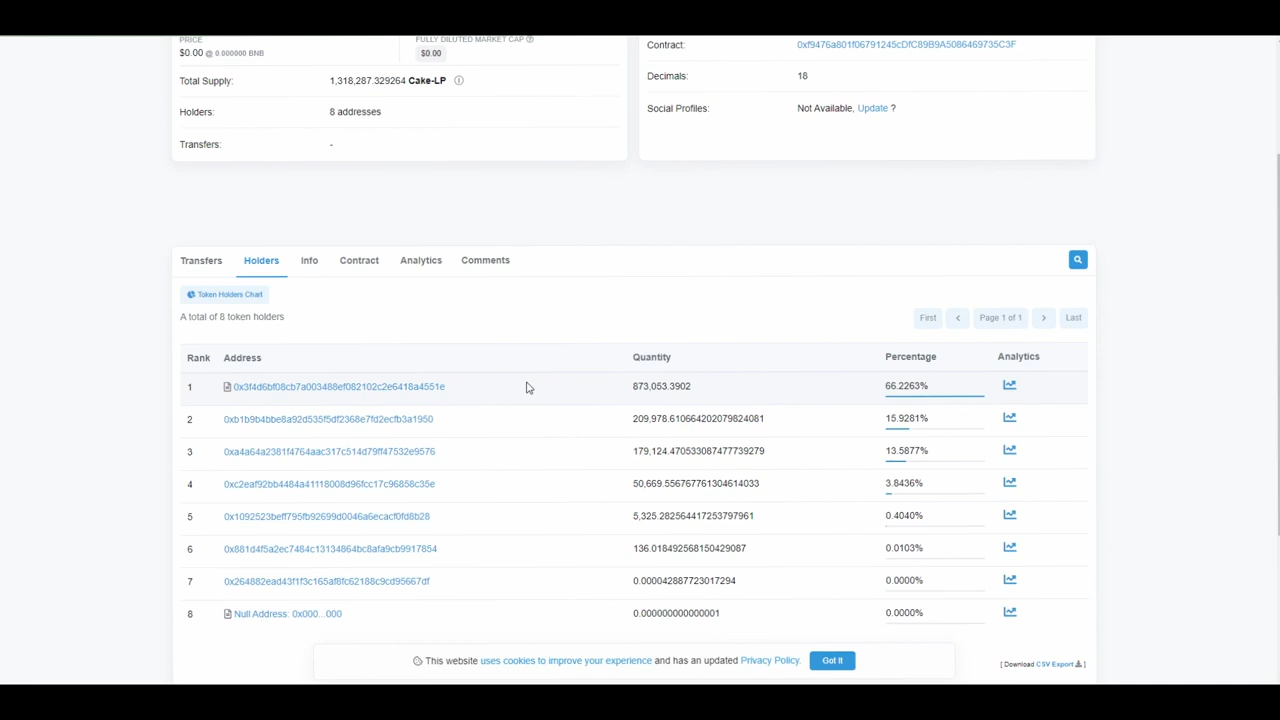 PRICE
$0.00 @ 0.000000 BNB
FULLY DILUTED MARKET CAP
$0.00
Total Supply: 1,318,287.329264 Cake-LP
Holders: 8 addresses
Transfers: -
Contract: 0xf9476a801f06791245cDfC89B9A5086469735C3F
Decimals: 18
Social Profiles: Not Available, Update ?
Transfers Holders Info Contract Analytics Comments
Token Holders Chart
A total of 8 token holders
First < Page 1 of 1 > Last
Rank Address Quantity Percentage Analytics
1 0x3f4d6bf08cb7a003488ef082102c2e6418a4551e 873,053.3902 66.2263%
2 0xb1b9b4bbe8a92d535f5df2368e7fd2ecfb3a1950 209,978.610664202079824081 15.9281%
3 0xa4a64a2381f4764aac317c514d79ff47532e9576 179,124.470533087477739279 13.5877%
4 0xc2eaf92bb4484a41118008d96fcc17c96858c35e 50,669.556767761304614033 3.8436%
5 0x1092523beff795fb92699d0046a6ecacf0fd8b28 5,325.282564417253797961 0.4040%
6 0x881d4f5a2ec7484c13134864bc8afa9cb9917854 136.018492568150429087 0.0103%
7 0x264882ead43f1f3c165af8fc62188c9cd95667df 0.000042887723017294 0.0000%
8 Null Address: 0x000...000 0.000000000000001 0.0000%
This website uses cookies to improve your experience and has an updated Privacy Policy. Got It
[ Download CSV Export ]